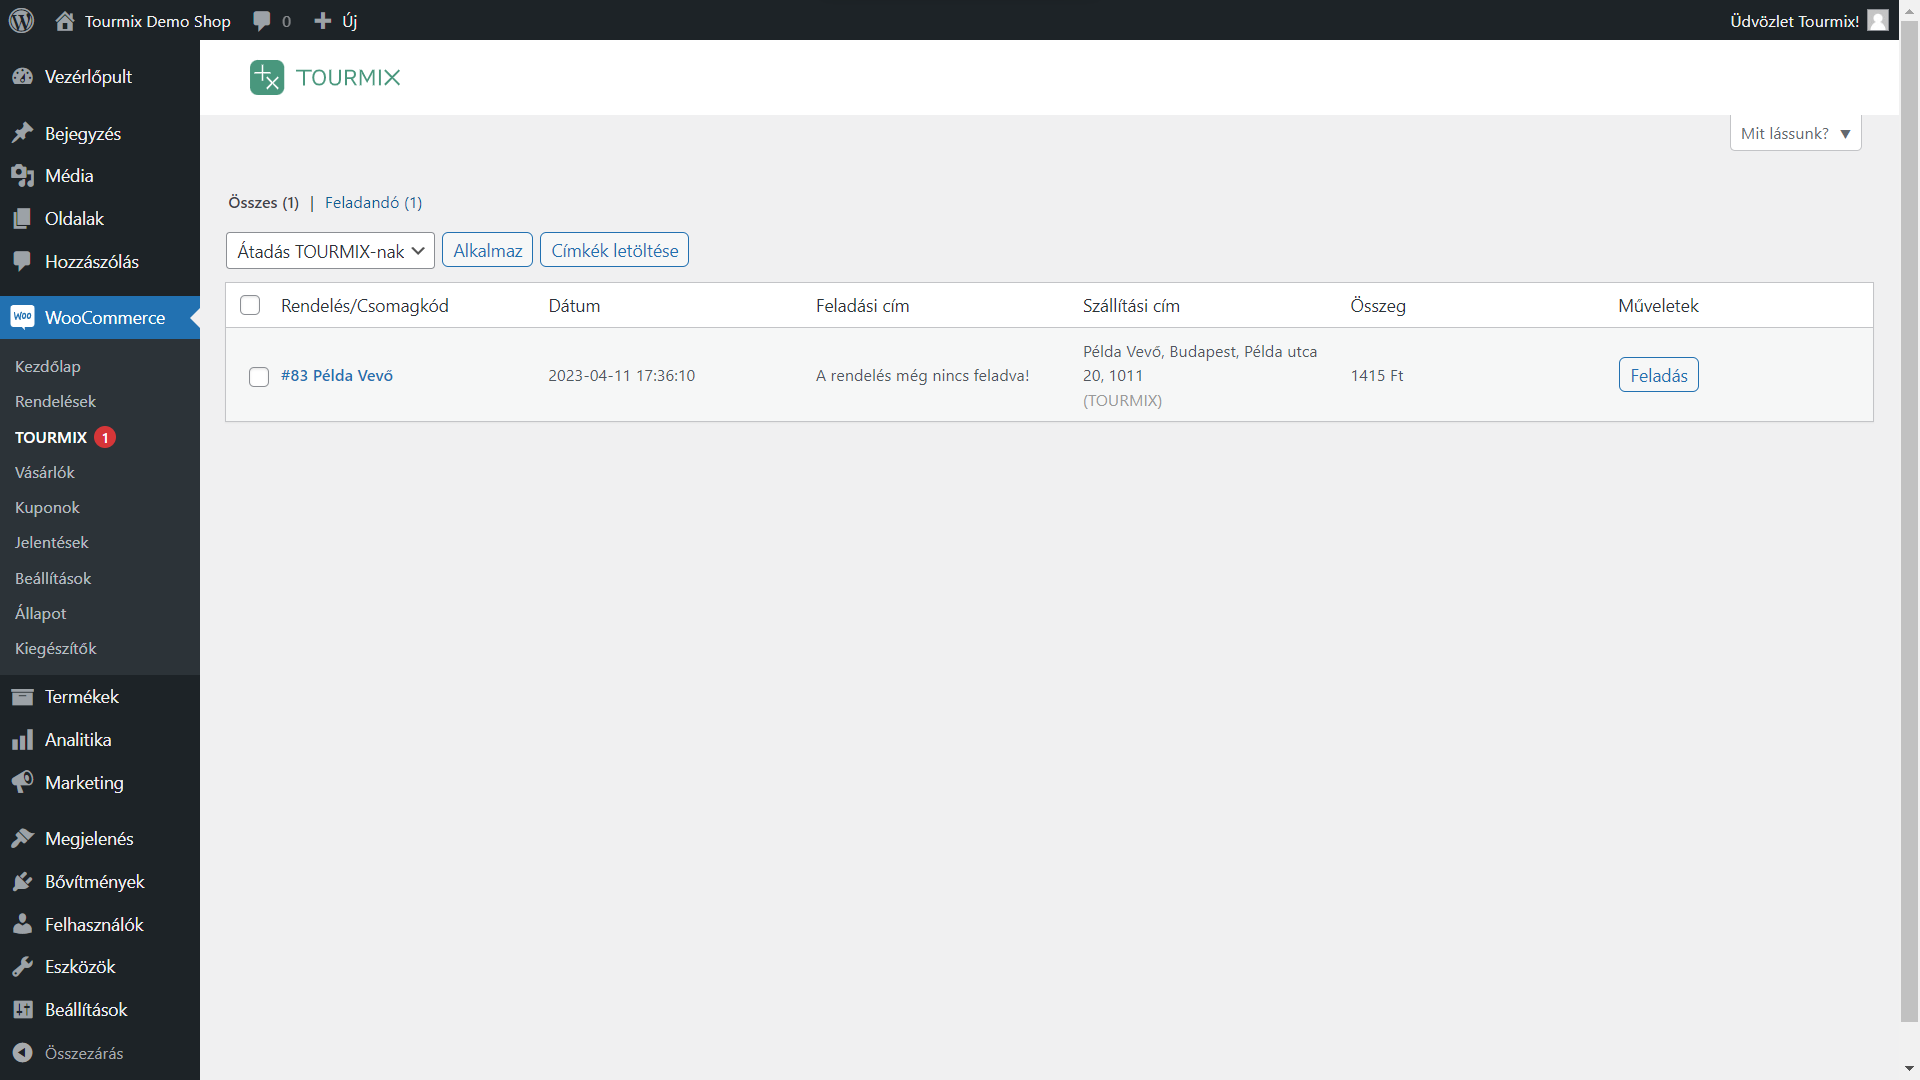 Tourmix Demo Shop 0 Új Üdvözlet Tourmix!
Vezérlőpult
Bejegyzés
Média
Oldalak
Hozzászólás
WooCommerce
Kezdőlap
Rendelések
TOURMIX 1
Vásárlók
Kuponok
Jelentések
Beállítások
Állapot
Kiegészítők
Termékek
Analitika
Marketing
Megjelenés
Bővítmények
Felhasználók
Eszközök
Beállítások
Összezárás
TOURMIX
Mit lássunk? ▼
Összes (1) | Feladandó (1)
Átadás TOURMIX-nak Alkalmaz Címkék letöltése
Rendelés/Csomagkód Dátum Feladási cím Szállítási cím Összeg Műveletek
#83 Példa Vevő 2023-04-11 17:36:10 A rendelés még nincs feladva! Példa Vevő, Budapest, Példa utca
20, 1011
(TOURMIX)
1415 Ft Feladás